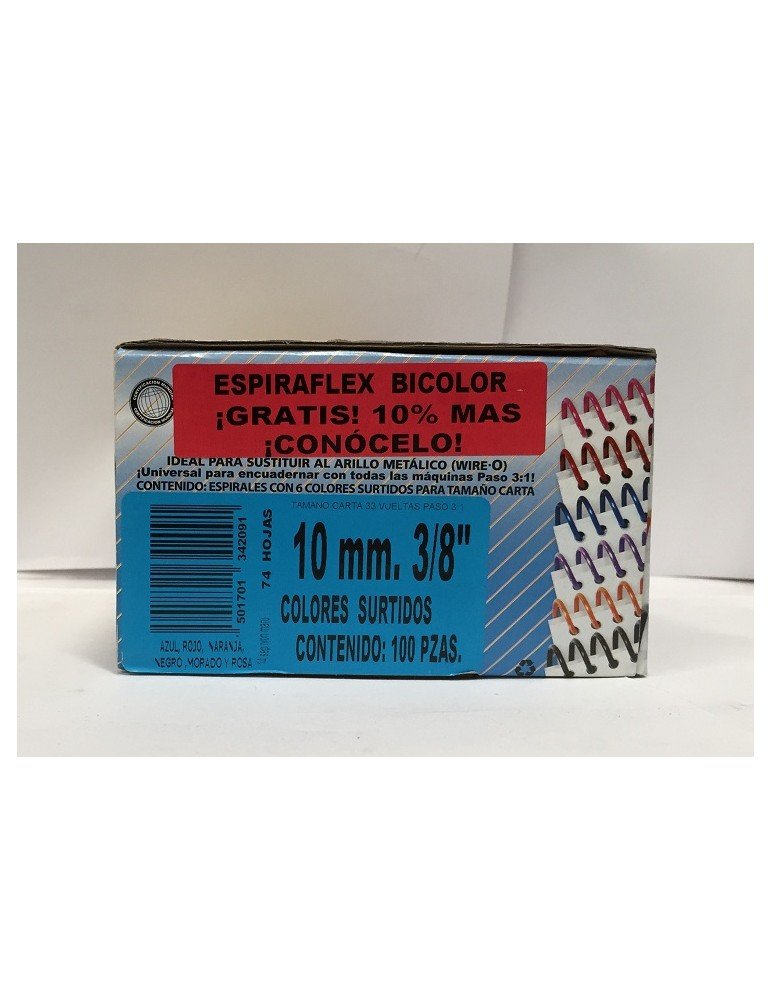 ESPIRAFLEX BICOLOR
¡GRATIS! 10% MAS
¡CONÓCELO!
IDEAL PARA SUSTITUIR AL ARILLO METÁLICO (WIRE·O)
¡Universal para encuadernar con todas las máquinas Paso 3:1!
CONTENIDO: ESPIRALES CON 6 COLORES SURTIDOS PARA TAMAÑO CARTA
TAMANO CARTA 33 VUELTAS PASO 3:1
10 mm. 3/8"
COLORES SURTIDOS
CONTENIDO: 100 PZAS.
74 HOJAS
501701 342091
AZUL, ROJO, NARANJA,
NEGRO ,MORADO Y ROSA